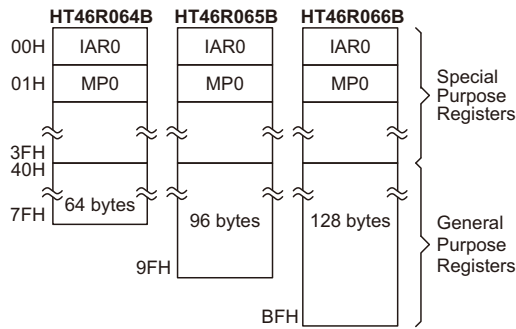 HT46R064B HT46R065B HT46R066B
00H IAR0 IAR0 IAR0
01H MP0 MP0 MP0
Special
Purpose
Registers
3FH
40H
64 bytes 96 bytes 128 bytes
7FH
General
Purpose
Registers
9FH
BFH